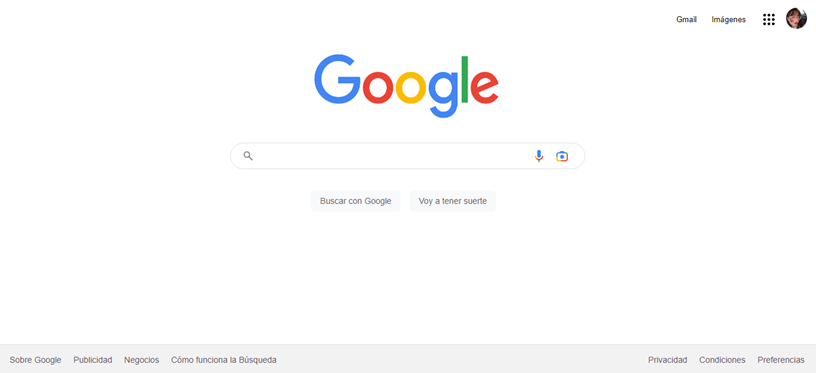 Gmail Imágenes
Google
Buscar con Google Voy a tener suerte
Sobre Google Publicidad Negocios Cómo funciona la Búsqueda Privacidad Condiciones Preferencias